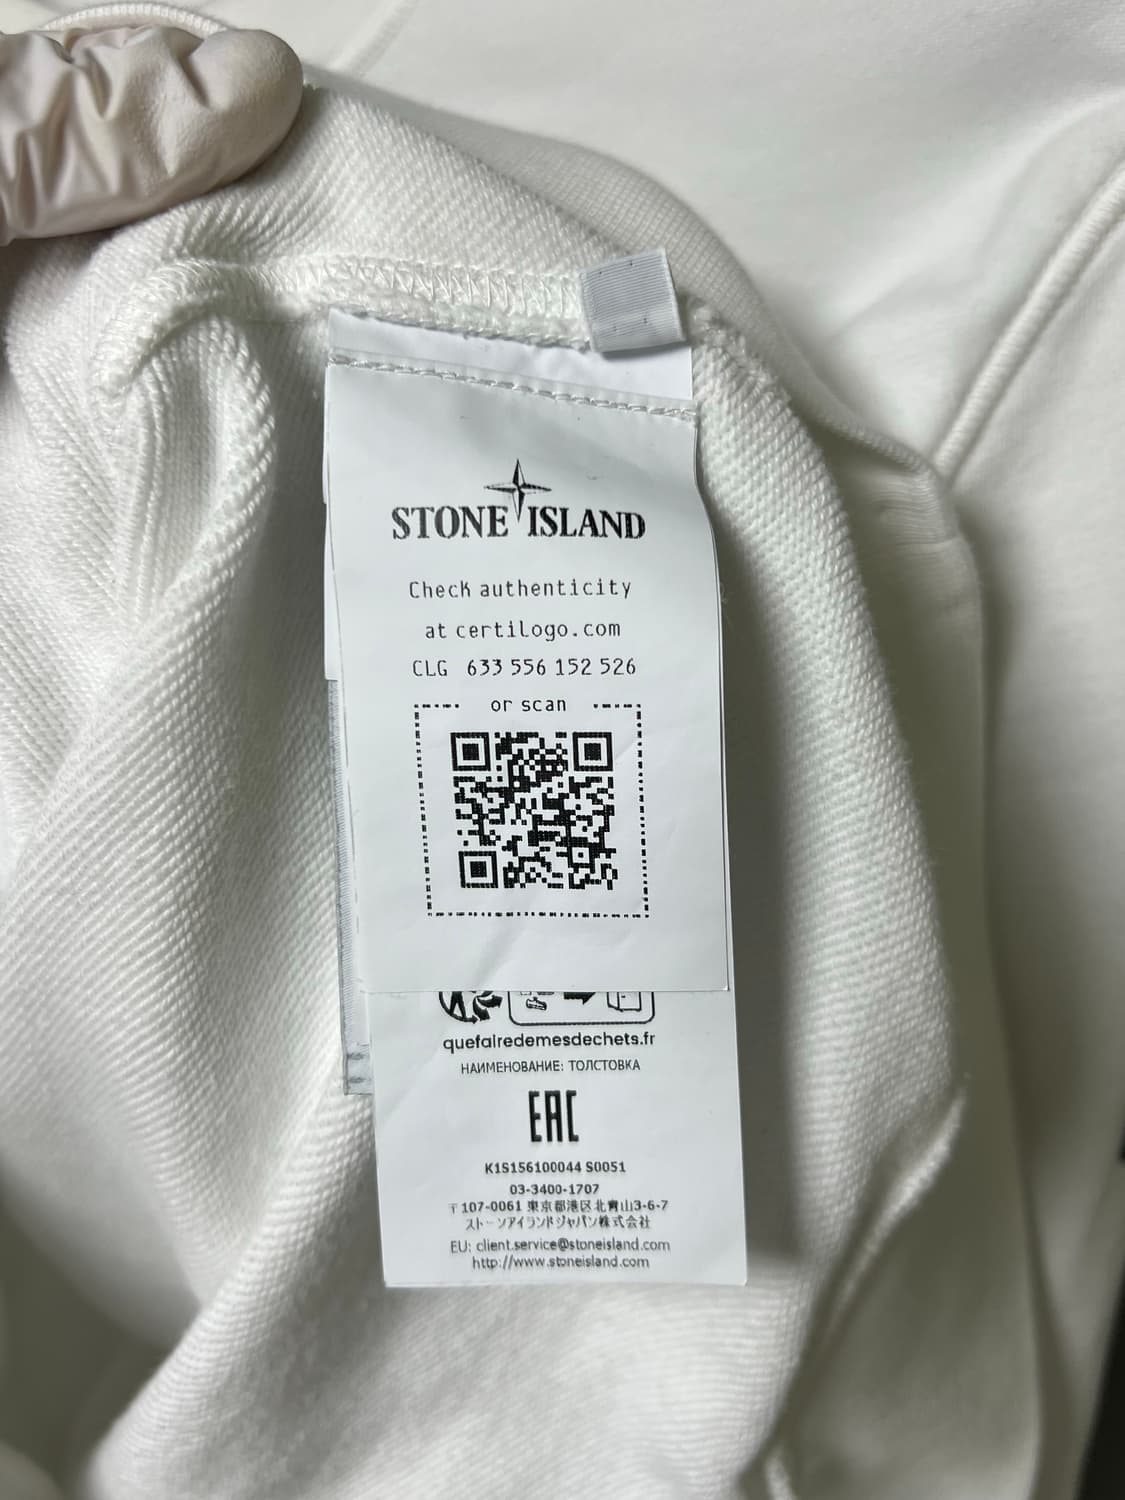 STONE ISLAND
Check authenticity
at certilogo.com
CLG 633 556 152 526
or scan
quefairedemesdechets.fr
НАИМЕНОВАНИЕ: ТОЛСТОВКА
EAC
K1S156100044 S0051
03-3400-1707
〒107-0061 東京都港区北青山3-6-7
ストーンアイランドジャパン株式会社
EU: client.service@stoneisland.com
http://www.stoneisland.com